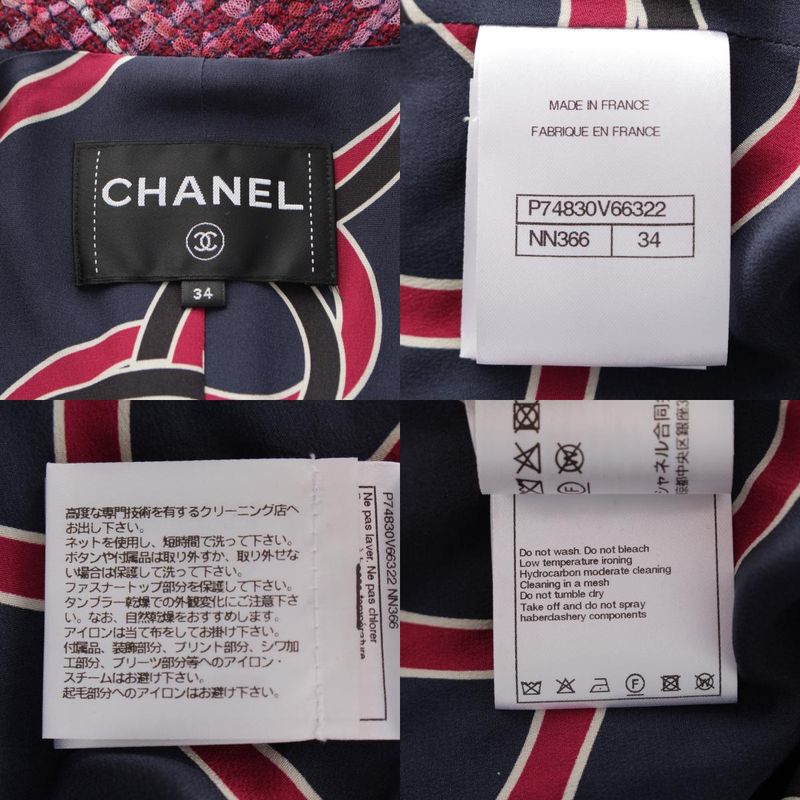 CHANEL
34
MADE IN FRANCE
FABRIQUE EN FRANCE
P74830V66322
NN366 34
高度な専門技術を有するクリーニング店へ
お出し下さい。
ネットを使用し、短時間で洗って下さい。
ボタンや付属品は取り外すか、取り外せな
い場合は保護して洗って下さい。
ファスナートップ部分を保護して下さい。
タンブラー乾燥での外観変化にご注意下さ
い。なお、自然乾燥をおすすめします。
アイロンは当て布をしてお掛け下さい。
付属品、装飾部分、プリント部分、シワ加
工部分、プリーツ部分等へのアイロン・
スチームはお避け下さい。
起毛部分へのアイロンはお避け下さい。
P74830V66322 NN366
Ne pas laver. Ne pas chlorer
シャネル合同
京都中央区銀座3
Do not wash. Do not bleach
Low temperature ironing
Hydrocarbon moderate cleaning
Cleaning in a mesh
Do not tumble dry
Take off and do not spray
haberdashery components